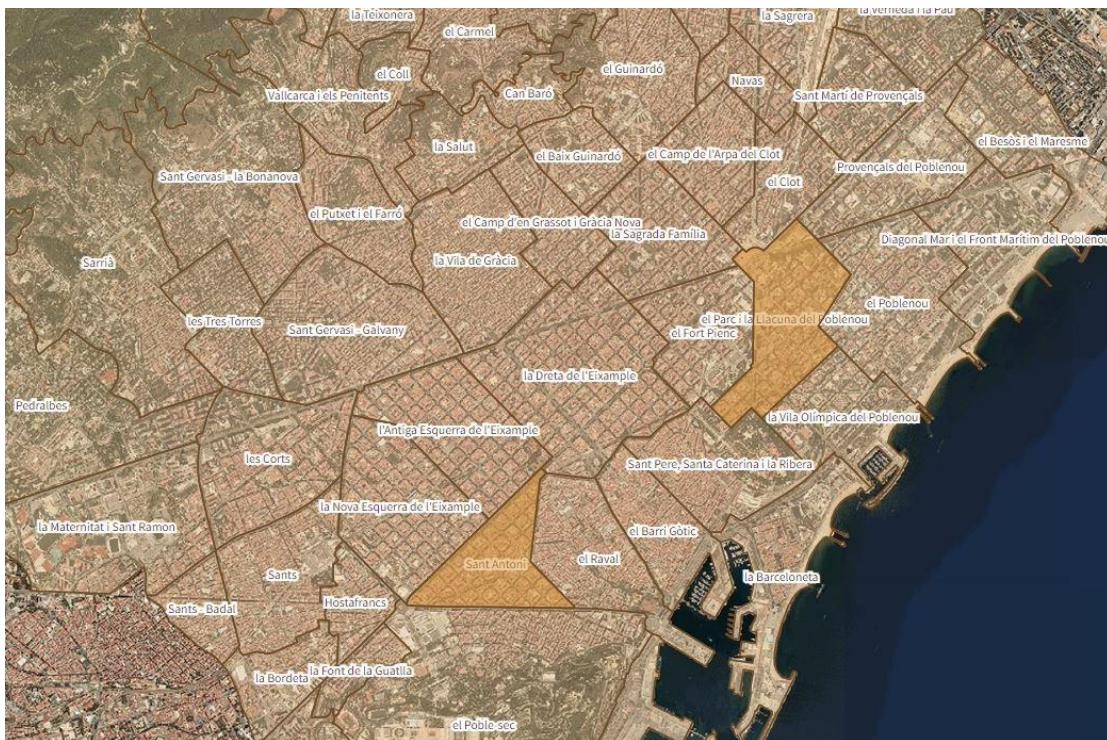 la Teixonera
la Sagrera
la Verneda i la Pau
el Carmel
el Guinardó
el Coll
Navas
Vallcarca i els Penitents
Can Baró
Sant Martí de Provençals
el Besòs i el Maresme
la Salut
el Baix Guinardó
el Camp de l'Arpa del Clot
Provençals del Poblenou
Sant Gervasi - la Bonanova
el Clot
el Putxet i el Farró
el Camp d'en Grassot i Gràcia Nova
la Sagrada Família
Diagonal Mar i el Front Marítim del Poblenou
Sarrià
la Vila de Gràcia
el Poblenou
les Tres Torres
Sant Gervasi - Galvany
el Parc i la Llacuna del Poblenou
el Fort Pienc
la Dreta de l'Eixample
Pedralbes
la Vila Olímpica del Poblenou
l'Antiga Esquerra de l'Eixample
les Corts
Sant Pere, Santa Caterina i la Ribera
la Nova Esquerra de l'Eixample
la Maternitat i Sant Ramon
el Barri Gòtic
Sant Antoni
el Raval
Sants
la Barceloneta
Sants - Badal
Hostafrancs
la Font de la Guatlla
la Bordeta
el Poble-sec